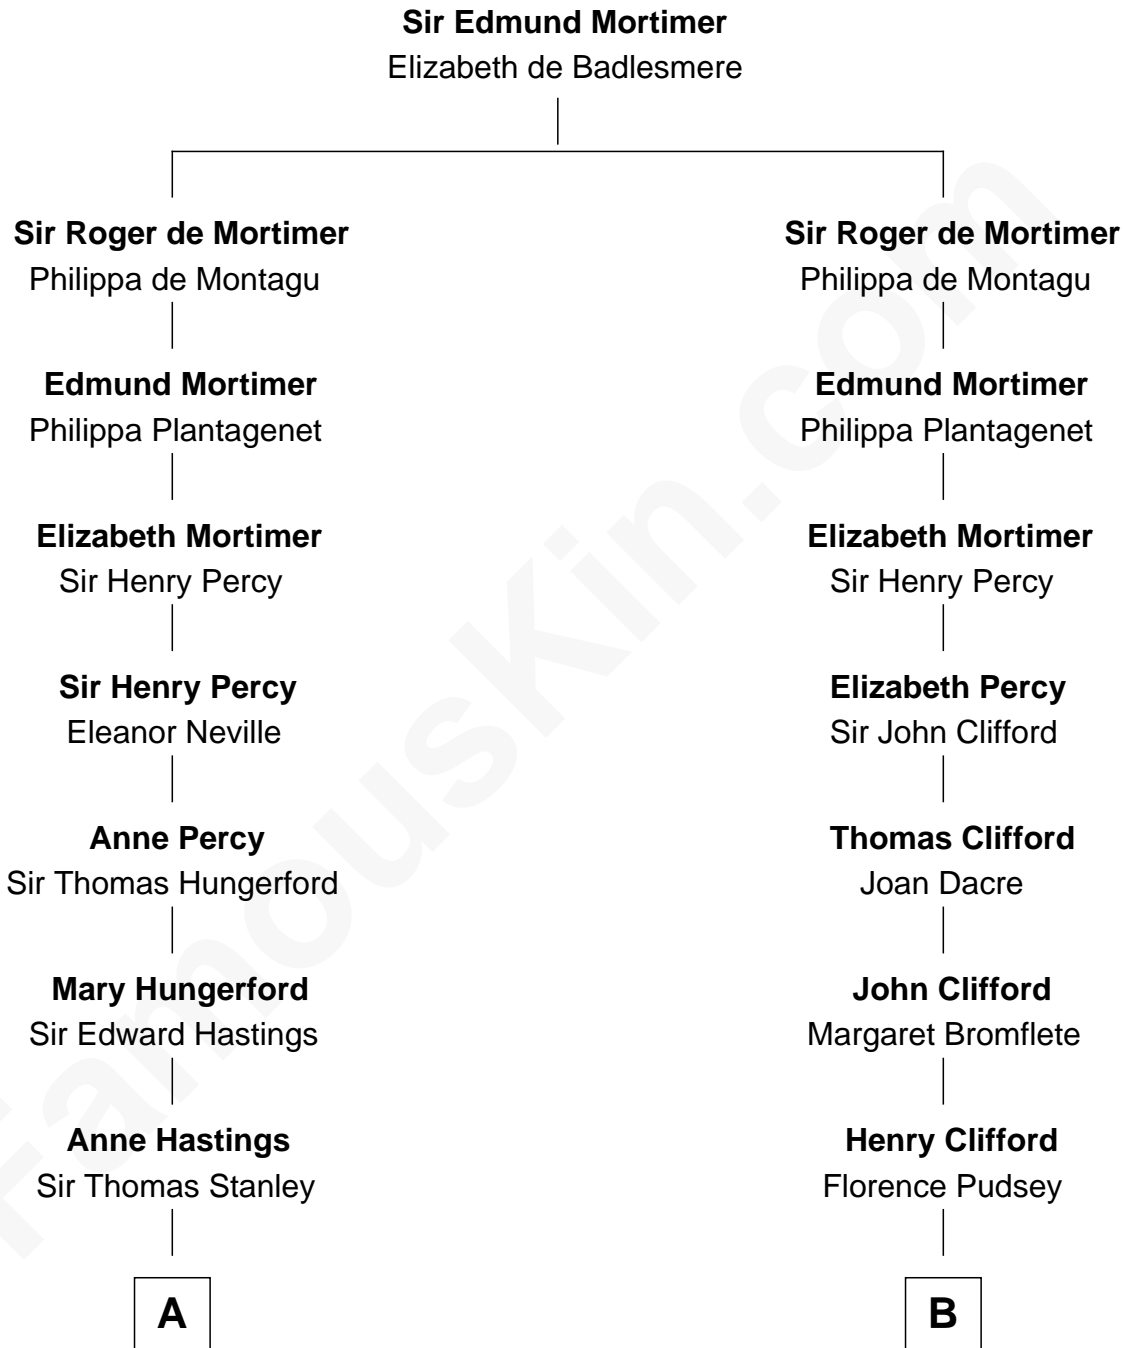 Sir Edmund Mortimer
Elizabeth de Badlesmere
Sir Roger de Mortimer
Philippa de Montagu
Sir Roger de Mortimer
Philippa de Montagu
Edmund Mortimer
Philippa Plantagenet
Edmund Mortimer
Philippa Plantagenet
Elizabeth Mortimer
Sir Henry Percy
Elizabeth Mortimer
Sir Henry Percy
Sir Henry Percy
Eleanor Neville
Elizabeth Percy
Sir John Clifford
Anne Percy
Sir Thomas Hungerford
Thomas Clifford
Joan Dacre
Mary Hungerford
Sir Edward Hastings
John Clifford
Margaret Bromflete
Anne Hastings
Sir Thomas Stanley
Henry Clifford
Florence Pudsey
A
B
FamousKin.com